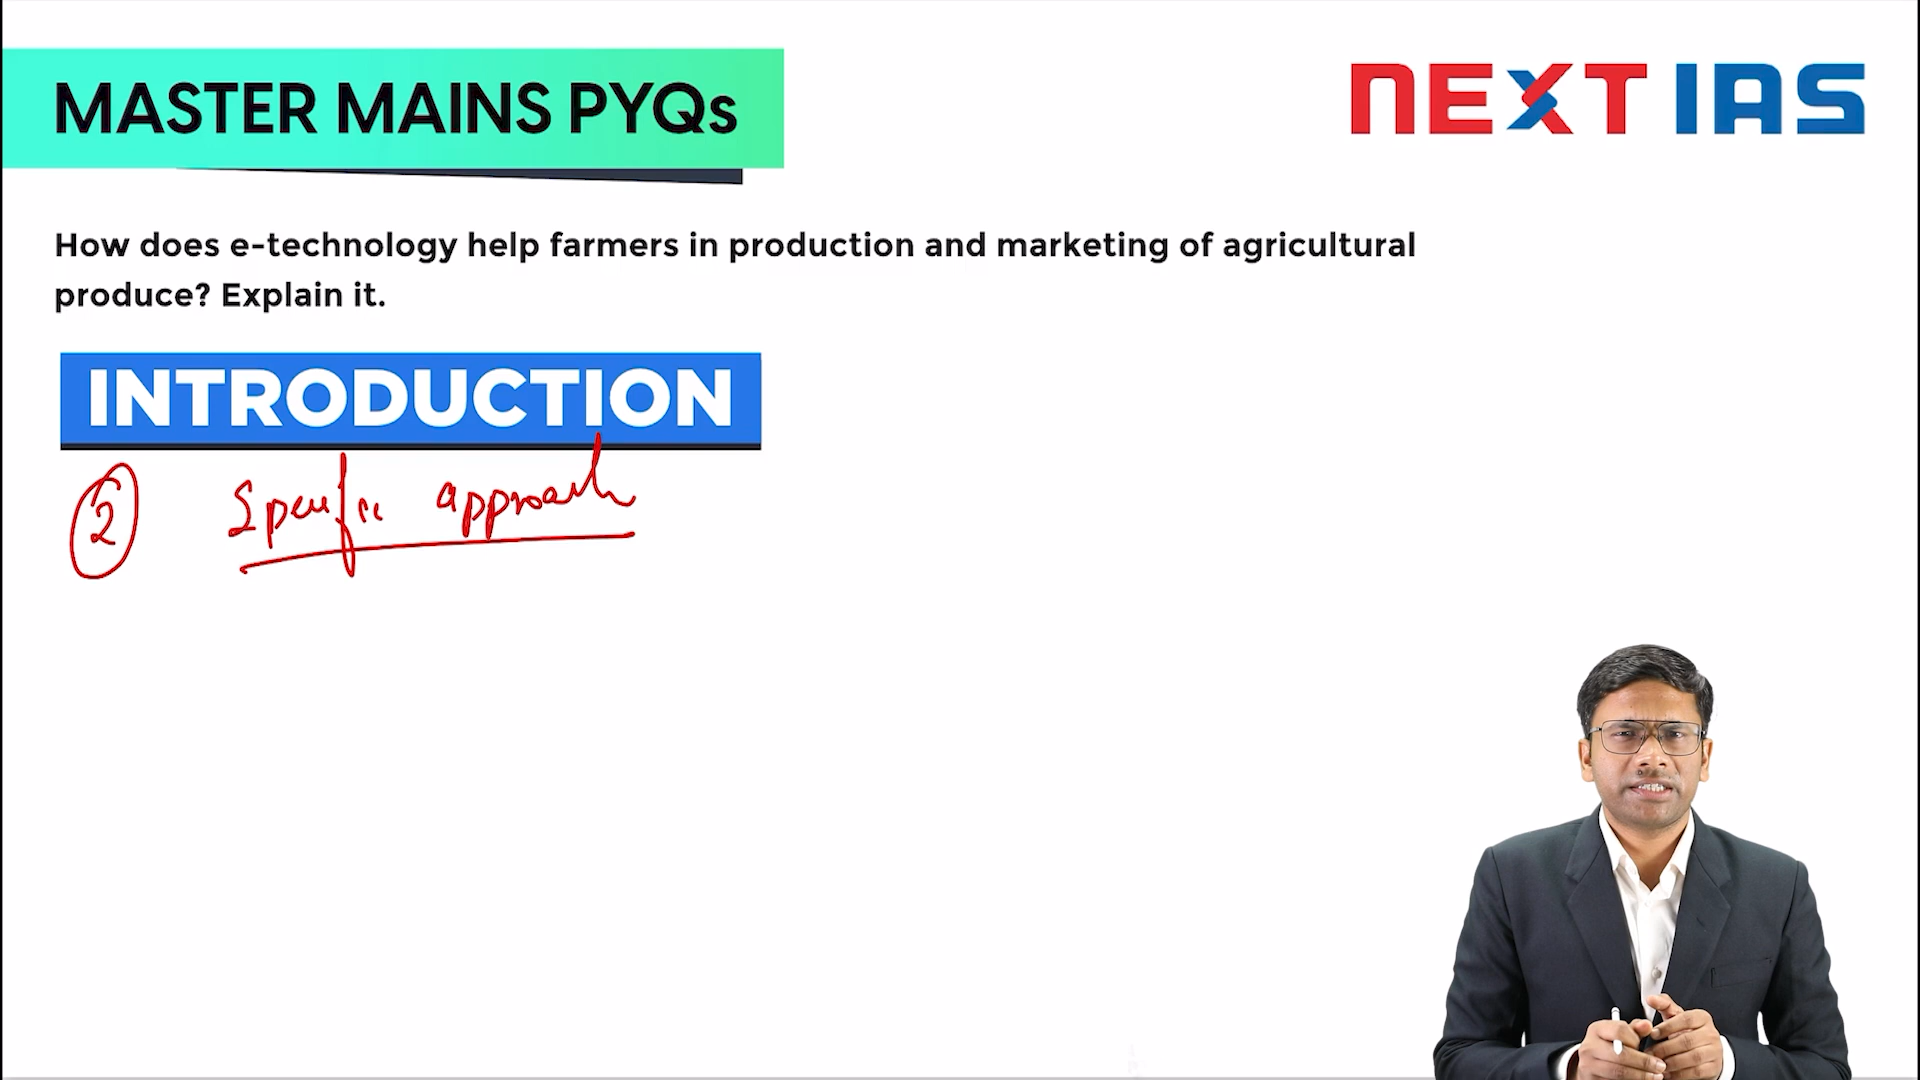 MASTER MAINS PYQs
NEXT IAS
How does e-technology help farmers in production and marketing of agricultural
produce? Explain it.
INTRODUCTION
2 Specific approach